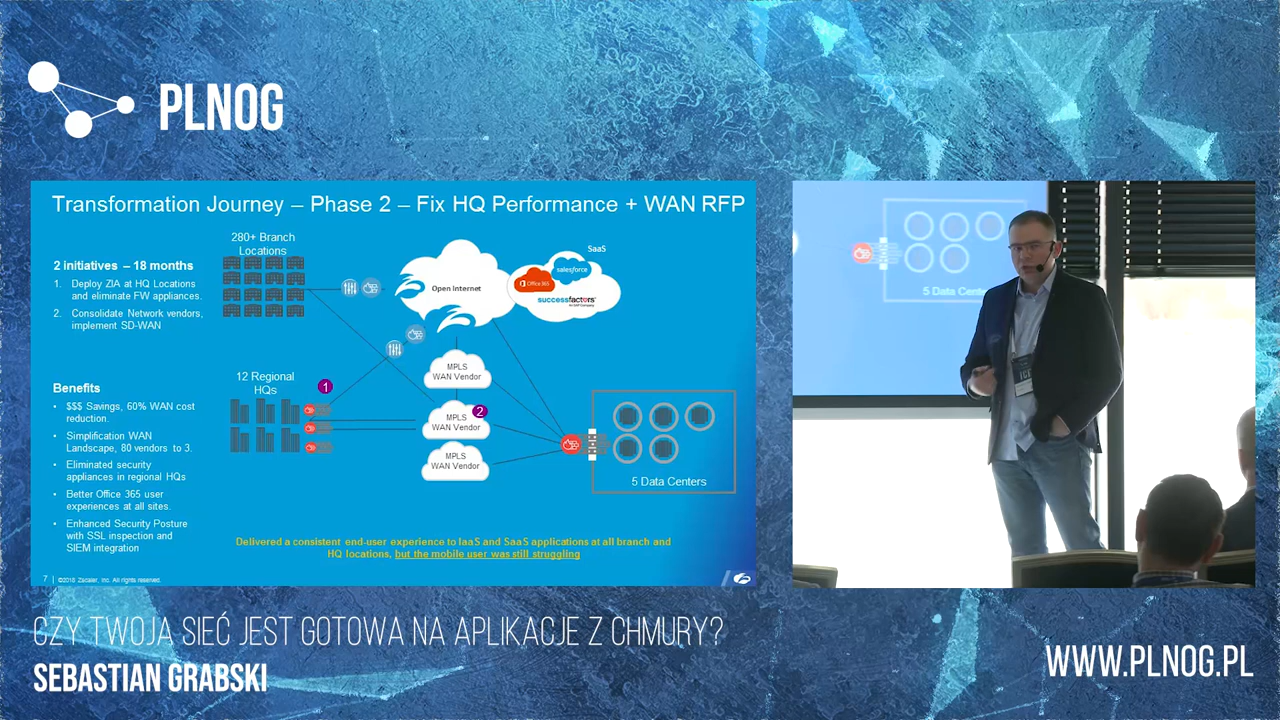 PLNOG
Transformation Journey – Phase 2 – Fix HQ Performance + WAN RFP
2 initiatives – 18 months
1. Deploy ZIA at HQ Locations
and eliminate FW appliances.
2. Consolidate Network vendors,
implement SD-WAN
Benefits
• $$$ Savings, 60% WAN cost
reduction.
• Simplification WAN
Landscape, 80 vendors to 3.
• Eliminated security
appliances in regional HQs
• Better Office 365 user
experiences at all sites.
• Enhanced Security Posture
with SSL inspection and
SIEM integration
280+ Branch
Locations
12 Regional
HQs
1
Open Internet
SaaS
Office 365
salesforce
successfactors
MPLS
WAN Vendor
MPLS
WAN Vendor
2
MPLS
WAN Vendor
5 Data Centers
Delivered a consistent end-user experience to IaaS and SaaS applications at all branch and
HQ locations, but the mobile user was still struggling
7 | ©2018 Zscaler, Inc. All rights reserved.
5 Data Cente
CZY TWOJA SIEĆ JEST GOTOWA NA APLIKACJE Z CHMURY?
SEBASTIAN GRABSKI
WWW.PLNOG.PL